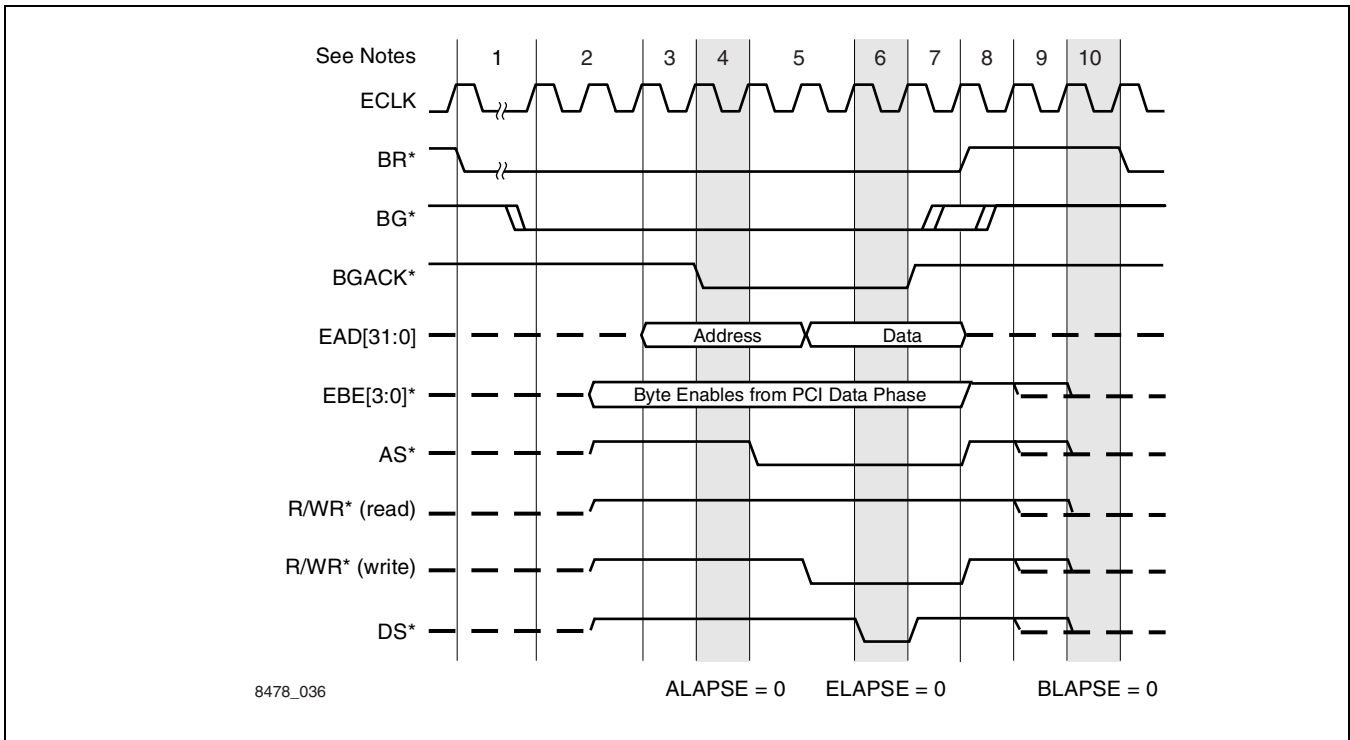 See Notes 1 2 3 4 5 6 7 8 9 10
ECLK
BR*
BG*
BGACK*
EAD[31:0] Address Data
EBE[3:0]* Byte Enables from PCI Data Phase
AS*
R/WR* (read)
R/WR* (write)
DS*
8478_036 ALAPSE = 0 ELAPSE = 0 BLAPSE = 0